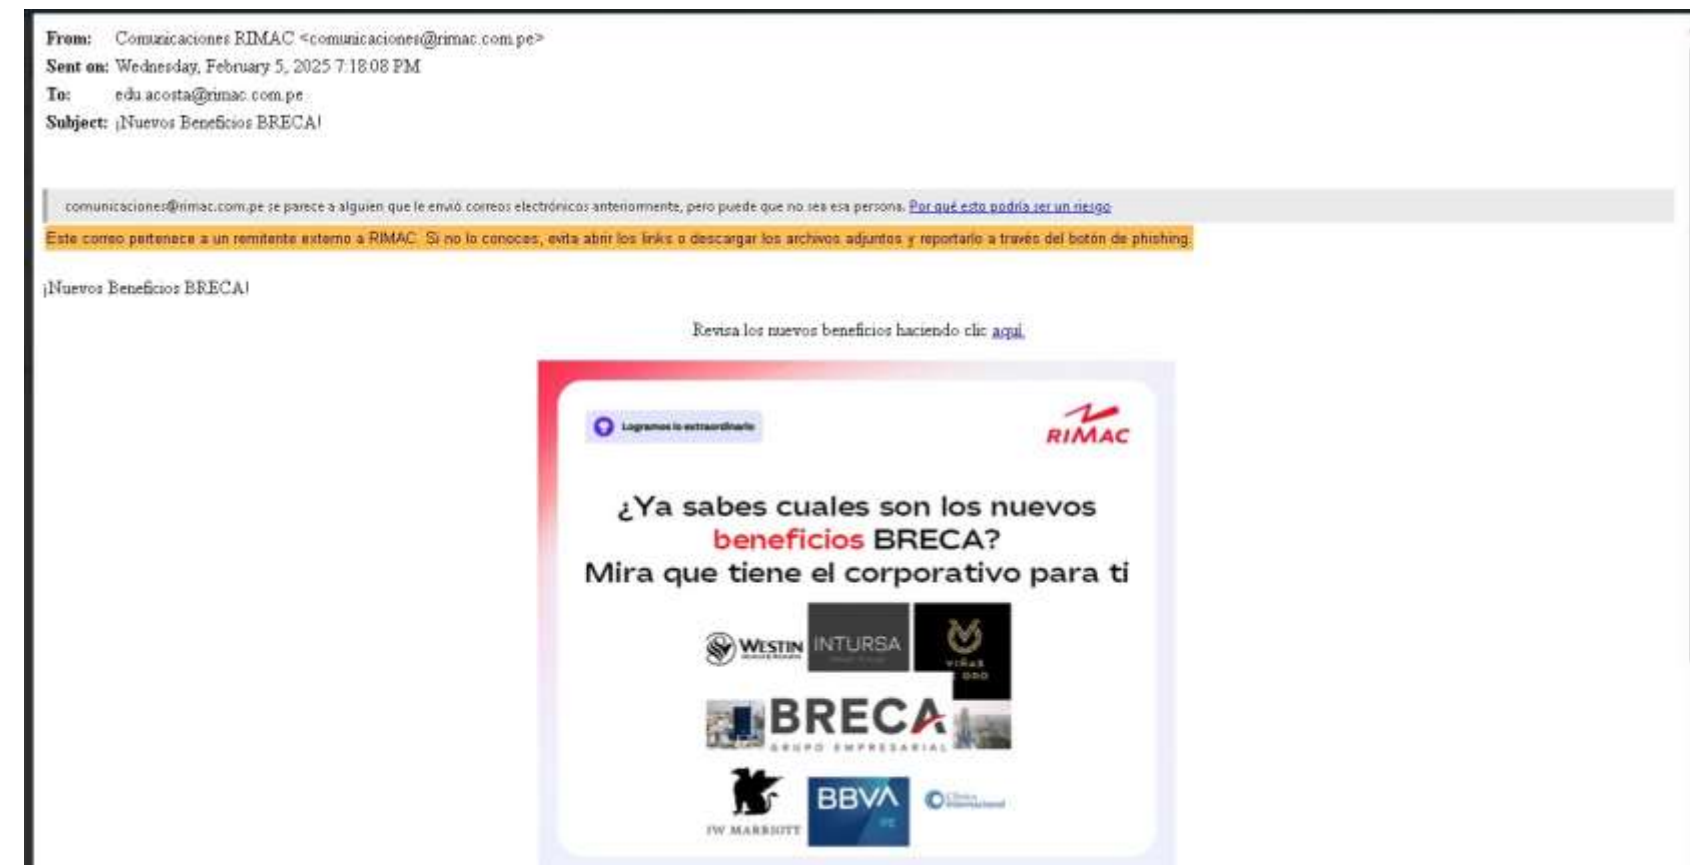 From: Comunicaciones RIMAC <comunicaciones@rimac.com.pe>
Sent on: Wednesday, February 5, 2025 7:18:08 PM
To: edu.acosta@rimac.com.pe
Subject: ¡Nuevos Beneficios BRECA!
comunicaciones@rimac.com.pe se parece a alguien que le envió correos electrónicos anteriormente, pero puede que no sea esa persona. Por qué esto podría ser un riesgo
Este correo pertenece a un remitente externo a RIMAC. Si no lo conoces, evita abrir los links o descargar los archivos adjuntos y reportarlo a través del botón de phishing.
¡Nuevos Beneficios BRECA!
Revisa los nuevos beneficios haciendo clic aquí.
Logramos lo extraordinario
RIMAC
¿Ya sabes cuales son los nuevos
beneficios BRECA?
Mira que tiene el corporativo para ti
WESTIN
INTURSA
VIÑAS
DE ORO
BRECA
GRUPO EMPRESARIAL
JW MARRIOTT
BBVA
Clínica
Internacional